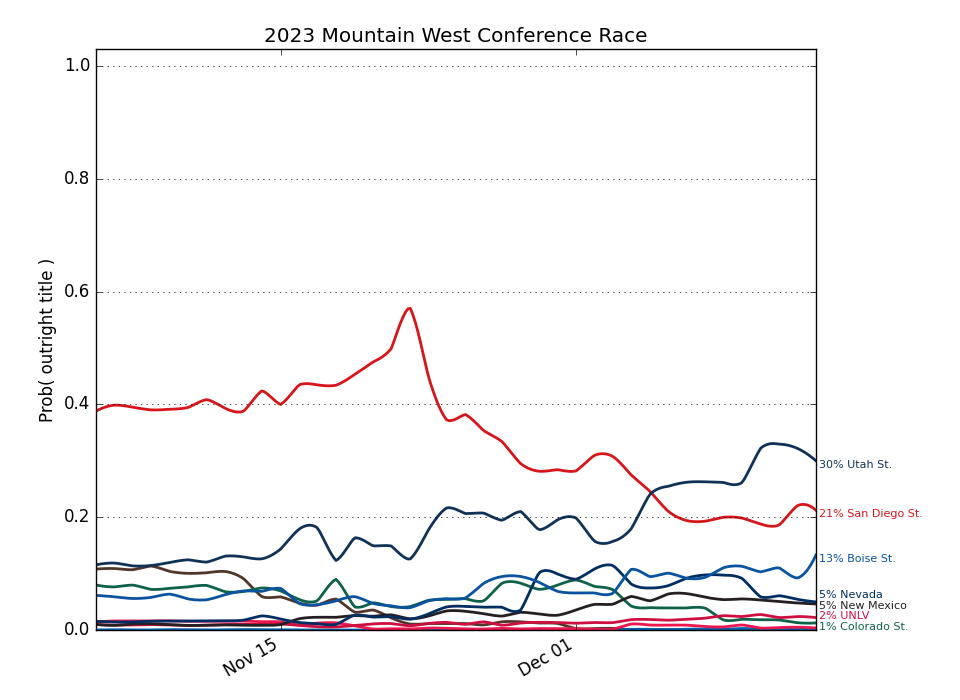 2023 Mountain West Conference Race
1.0
0.8
0.6
0.4
0.2
0.0
Prob( outright title )
Nov 15
Dec 01
30% Utah St.
21% San Diego St.
13% Boise St.
5% Nevada
5% New Mexico
2% UNLV
1% Colorado St.